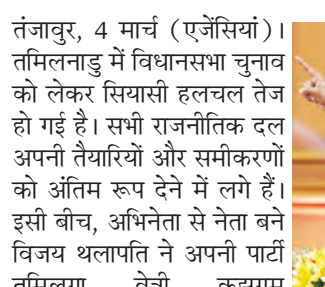 तंजावुर, 4 मार्च (एजेंसियां)।
तमिलनाडु में विधानसभा चुनाव
को लेकर सियासी हलचल तेज
हो गई है। सभी राजनीतिक दल
अपनी तैयारियों और समीकरणों
को अंतिम रूप देने में लगे हैं।
इसी बीच, अभिनेता से नेता बने
विजय थलापति ने अपनी पार्टी